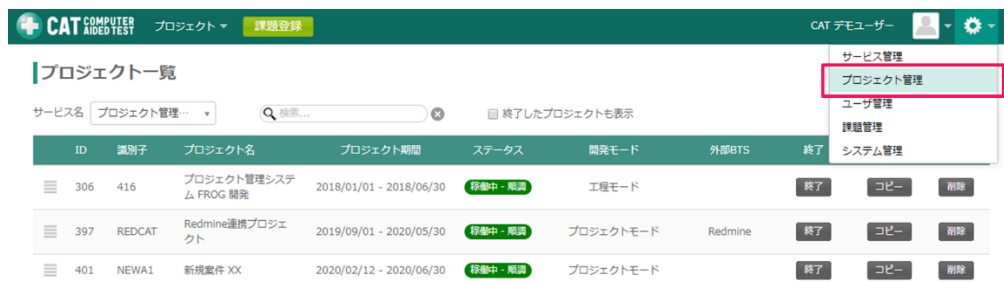 CAT COMPUTER AIDED TEST プロジェクト 課題登録 CAT デモユーザー
サービス管理
プロジェクト管理
ユーザ管理
課題管理
システム管理
プロジェクト一覧
サービス名 プロジェクト管理… 検索... 終了したプロジェクトも表示
ID 識別子 プロジェクト名 プロジェクト期間 ステータス 開発モード 外部BTS 終了
306 416 プロジェクト管理システ
ム FROG 開発 2018/01/01 - 2018/06/30 稼働中 - 順調 工程モード 終了 コピー 削除
397 REDCAT Redmine連携プロジェ
クト 2019/09/01 - 2020/05/30 稼働中 - 順調 プロジェクトモード Redmine 終了 コピー 削除
401 NEWA1 新規案件 XX 2020/02/12 - 2020/06/30 稼働中 - 順調 プロジェクトモード 終了 コピー 削除